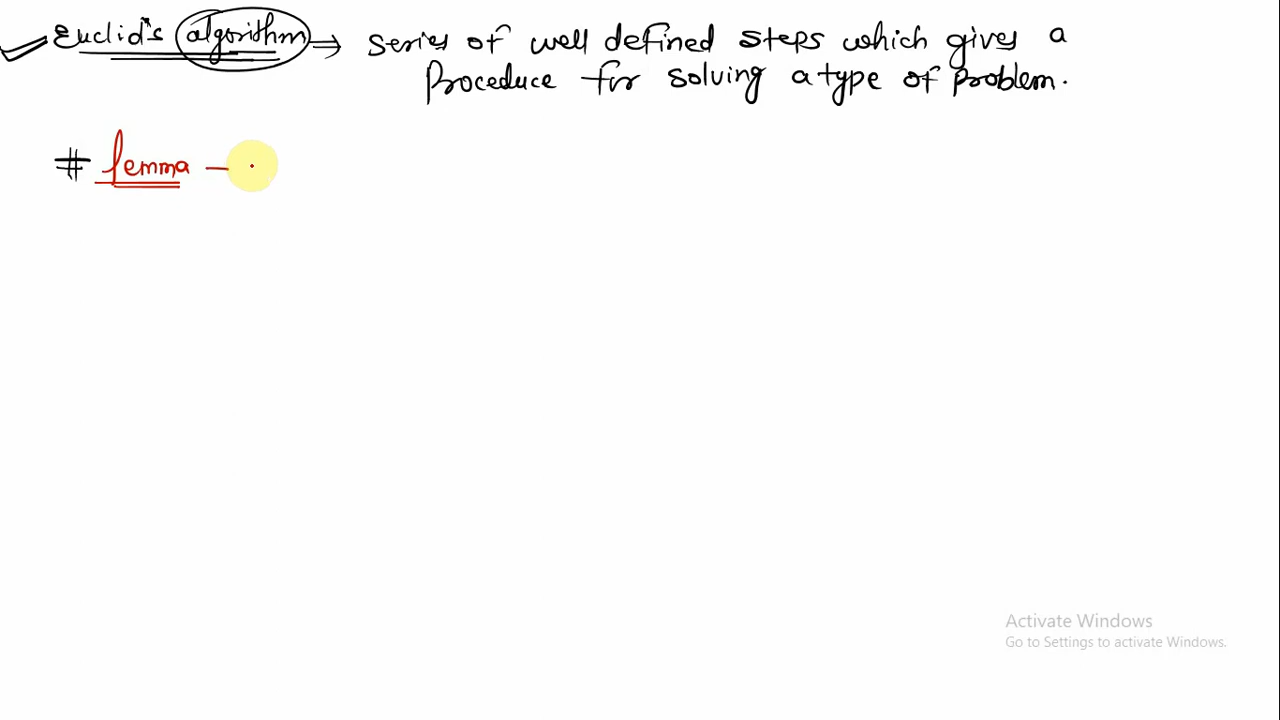 Euclid's algorithm ⇒ series of well defined steps which gives a
Proceduce for solving a type of Problem.
# lemma —
Activate Windows
Go to Settings to activate Windows.